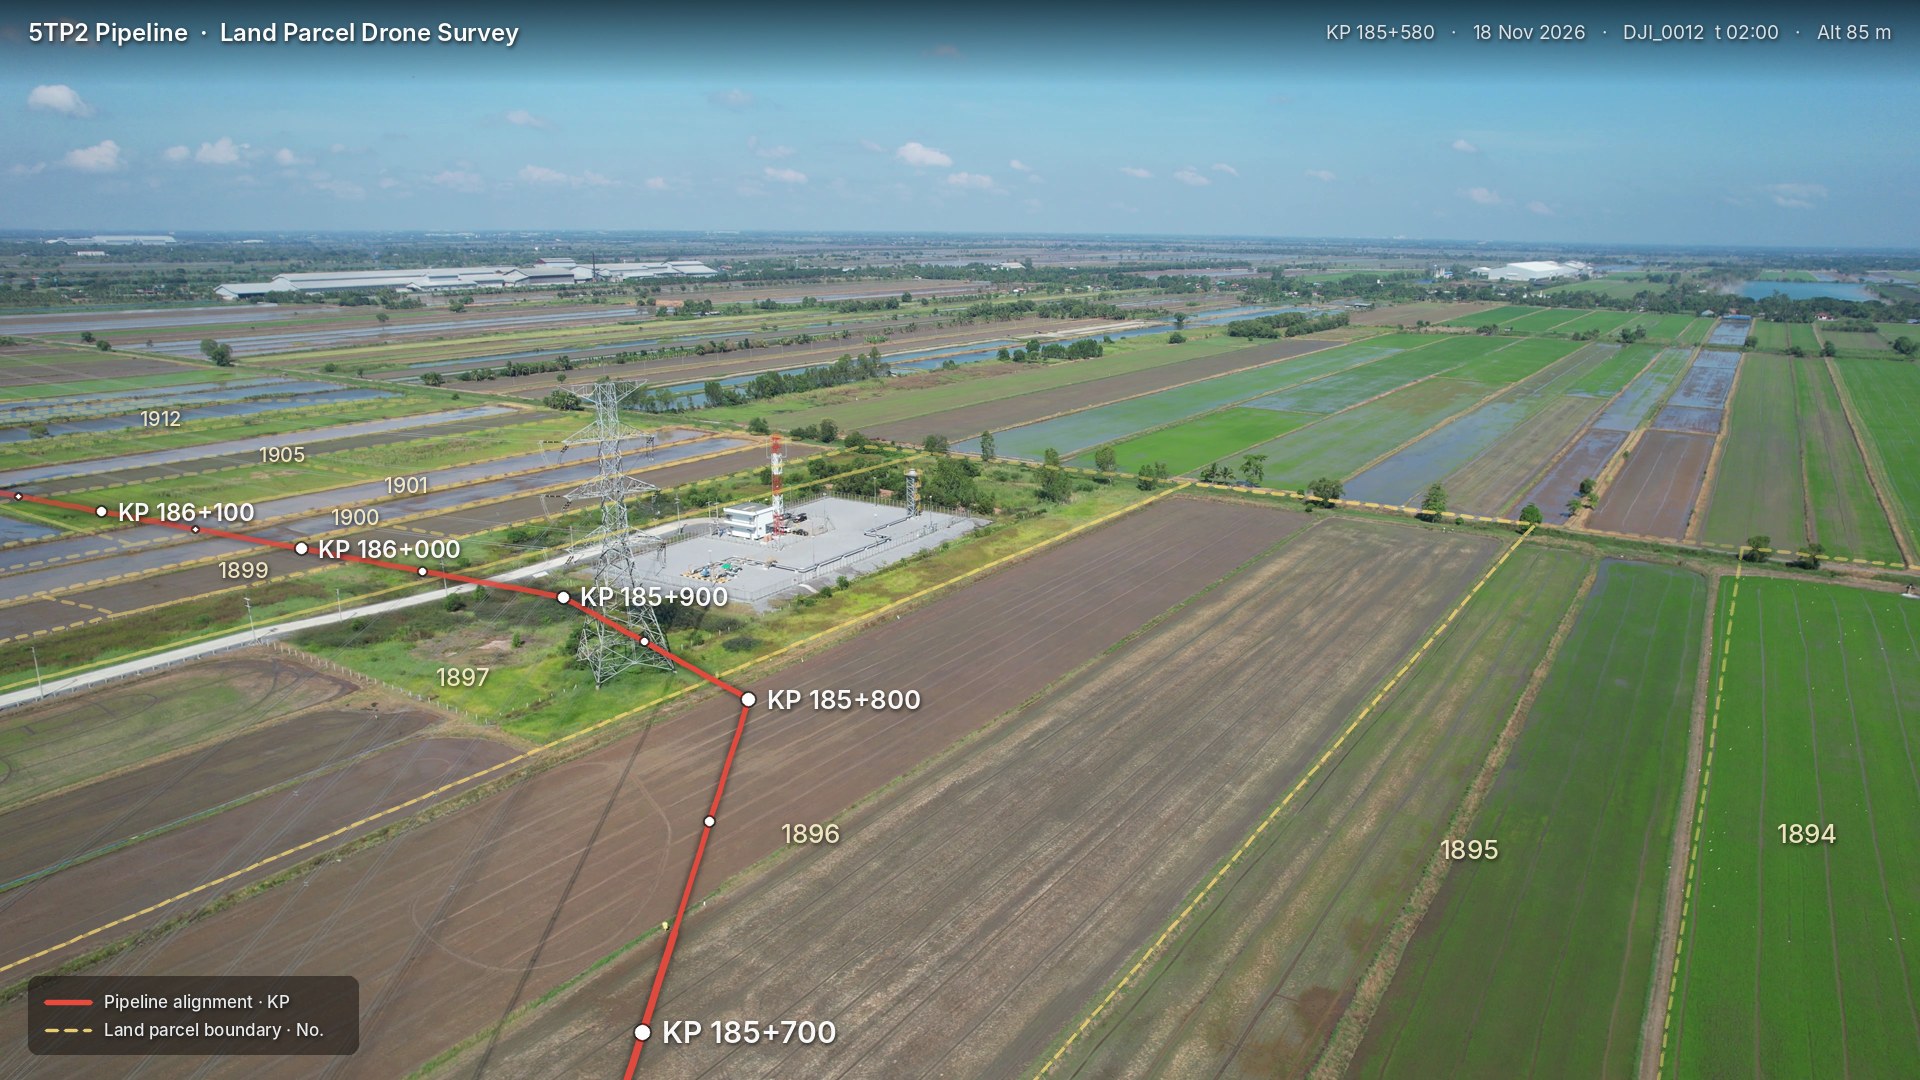 5TP2 Pipeline · Land Parcel Drone Survey
KP 185+580 · 18 Nov 2026 · DJI_0012 t 02:00 · Alt 85 m
1912
1905
1901
KP 186+100
1900
KP 186+000
1899
KP 185+900
1897
KP 185+800
1896
1895
1894
Pipeline alignment · KP
Land parcel boundary · No.
KP 185+700